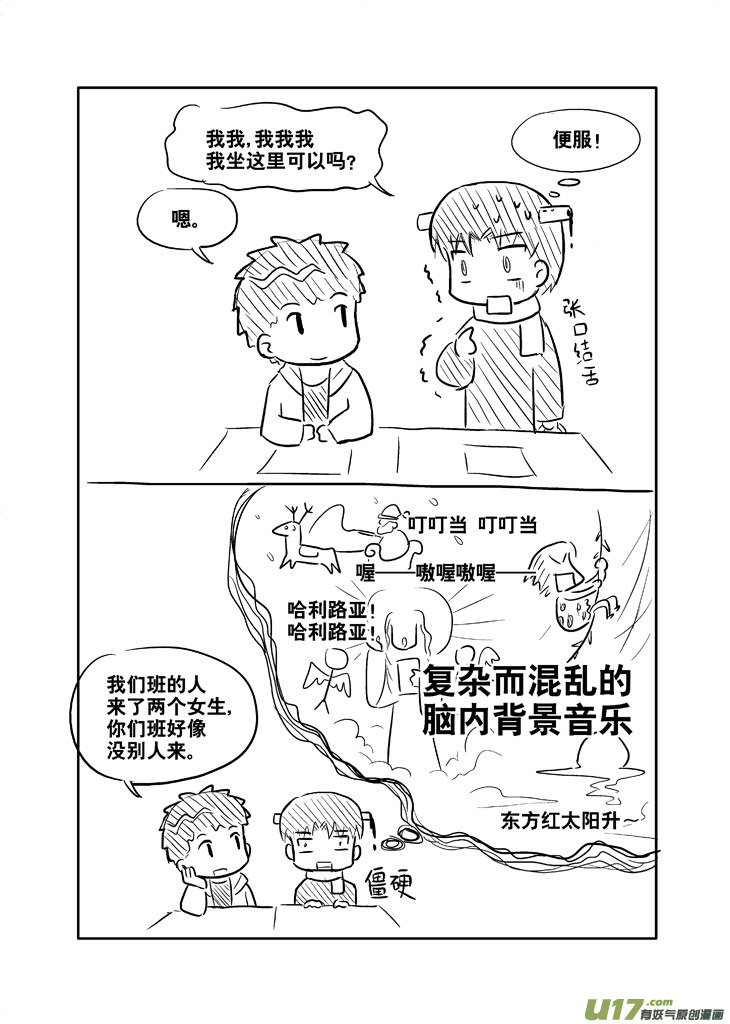 我我，我我我
我坐这里可以吗？
便服！
嗯。
张口结舌
叮叮当 叮叮当
喔——嗷喔嗷喔——
哈利路亚！
哈利路亚！
复杂而混乱的
脑内背景音乐
我们班的人
来了两个女生，
你们班好像
没别人来。
东方红太阳升～
僵硬
U17.com
有妖气原创漫画